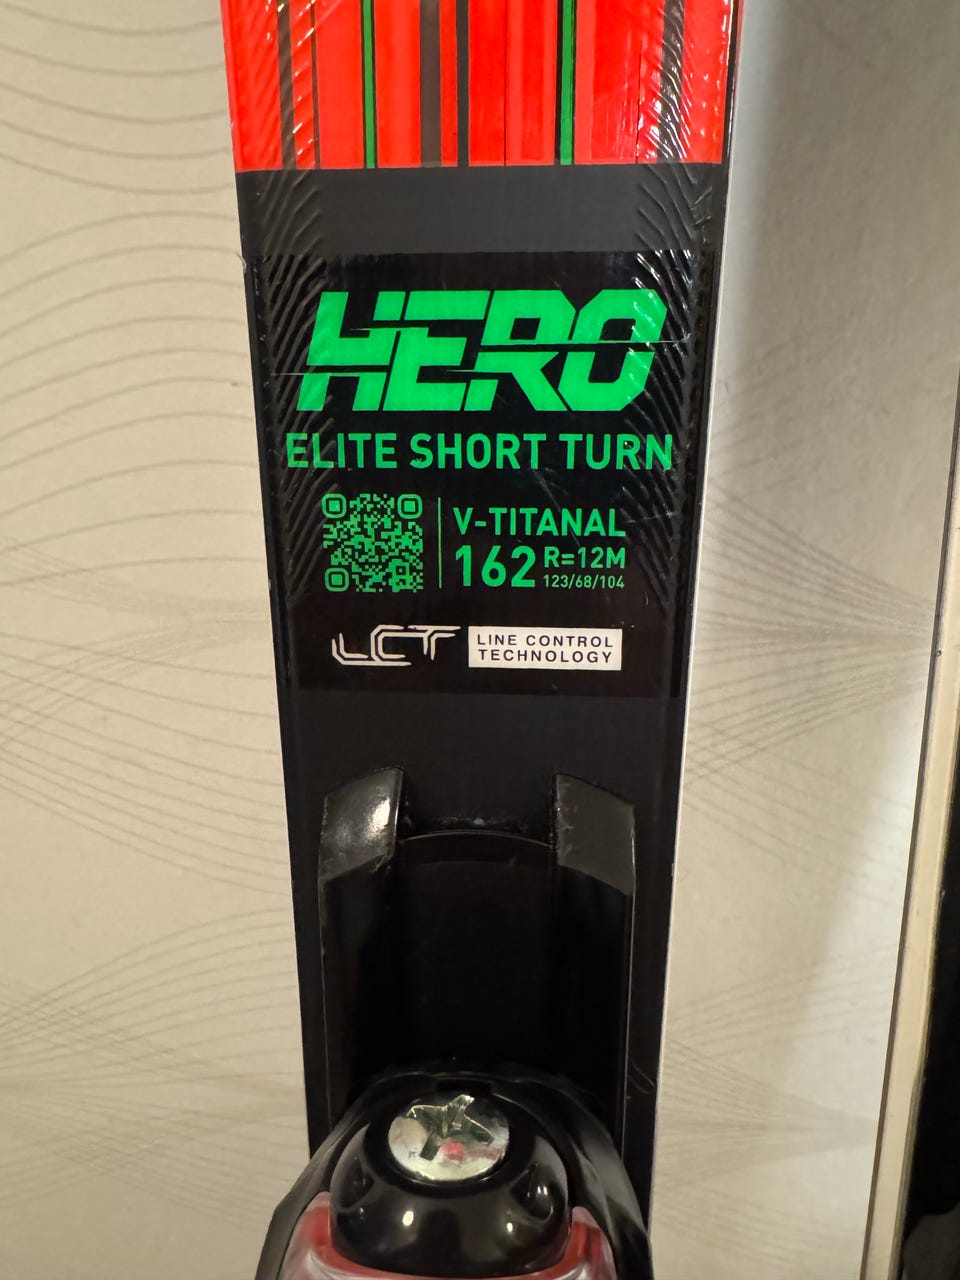 HERO
ELITE SHORT TURN
V-TITANAL
162 R=12M
123/68/104
LCT LINE CONTROL
TECHNOLOGY